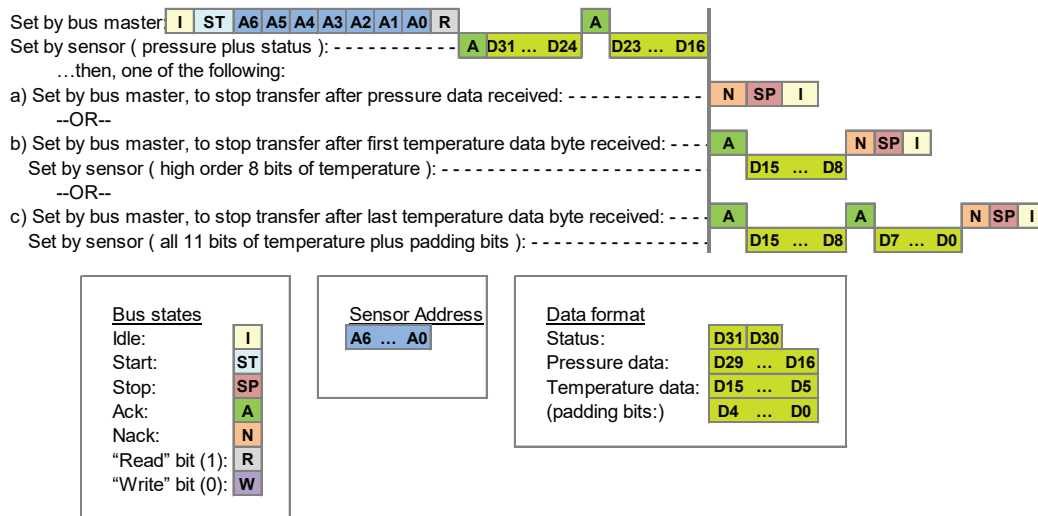 Set by bus master: I ST A6 A5 A4 A3 A2 A1 A0 R A
Set by sensor ( pressure plus status ): - - - - - - - - - - - A D31 ... D24 D23 ... D16
...then, one of the following:
a) Set by bus master, to stop transfer after pressure data received: - - - - - - - - - - - - N SP I
--OR--
b) Set by bus master, to stop transfer after first temperature data byte received: - - - - A N SP I
Set by sensor ( high order 8 bits of temperature ): - - - - - - - - - - - - - - - - - - - - - - D15 ... D8
--OR--
c) Set by bus master, to stop transfer after last temperature data byte received: - - - - A A N SP I
Set by sensor ( all 11 bits of temperature plus padding bits ): - - - - - - - - - - - - - - - D15 ... D8 D7 ... D0
Bus states
Idle: I
Start: ST
Stop: SP
Ack: A
Nack: N
“Read” bit (1): R
“Write” bit (0): W
Sensor Address
A6 ... A0
Data format
Status: D31 D30
Pressure data: D29 ... D16
Temperature data: D15 ... D5
(padding bits:) D4 ... D0